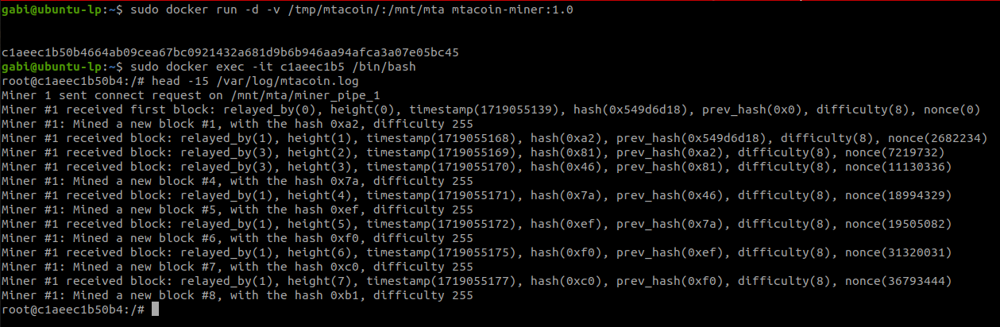 gabi@ubuntu-lp:~$ sudo docker run -d -v /tmp/mtacoin/:/mnt/mta mtacoin-miner:1.0
c1aeec1b50b4664ab09cea67bc0921432a681d9b6b946aa94afca3a07e05bc45
gabi@ubuntu-lp:~$ sudo docker exec -it c1aeec1b5 /bin/bash
root@c1aeec1b50b4:/# head -15 /var/log/mtacoin.log
Miner 1 sent connect request on /mnt/mta/miner_pipe_1
Miner #1 received first block: relayed_by(0), height(0), timestamp(1719055139), hash(0x549d6d18), prev_hash(0x0), difficulty(8), nonce(0)
Miner #1: Mined a new block #1, with the hash 0xa2, difficulty 255
Miner #1 received block: relayed_by(1), height(1), timestamp(1719055168), hash(0xa2), prev_hash(0x549d6d18), difficulty(8), nonce(2682234)
Miner #1 received block: relayed_by(3), height(2), timestamp(1719055169), hash(0x81), prev_hash(0xa2), difficulty(8), nonce(7219732)
Miner #1 received block: relayed_by(3), height(3), timestamp(1719055170), hash(0x46), prev_hash(0x81), difficulty(8), nonce(11130336)
Miner #1: Mined a new block #4, with the hash 0x7a, difficulty 255
Miner #1 received block: relayed_by(1), height(4), timestamp(1719055171), hash(0x7a), prev_hash(0x46), difficulty(8), nonce(18994329)
Miner #1: Mined a new block #5, with the hash 0xef, difficulty 255
Miner #1 received block: relayed_by(1), height(5), timestamp(1719055172), hash(0xef), prev_hash(0x7a), difficulty(8), nonce(19505082)
Miner #1: Mined a new block #6, with the hash 0xf0, difficulty 255
Miner #1 received block: relayed_by(1), height(6), timestamp(1719055175), hash(0xf0), prev_hash(0xef), difficulty(8), nonce(31320031)
Miner #1: Mined a new block #7, with the hash 0xc0, difficulty 255
Miner #1 received block: relayed_by(1), height(7), timestamp(1719055177), hash(0xc0), prev_hash(0xf0), difficulty(8), nonce(36793444)
Miner #1: Mined a new block #8, with the hash 0xb1, difficulty 255
root@c1aeec1b50b4:/#